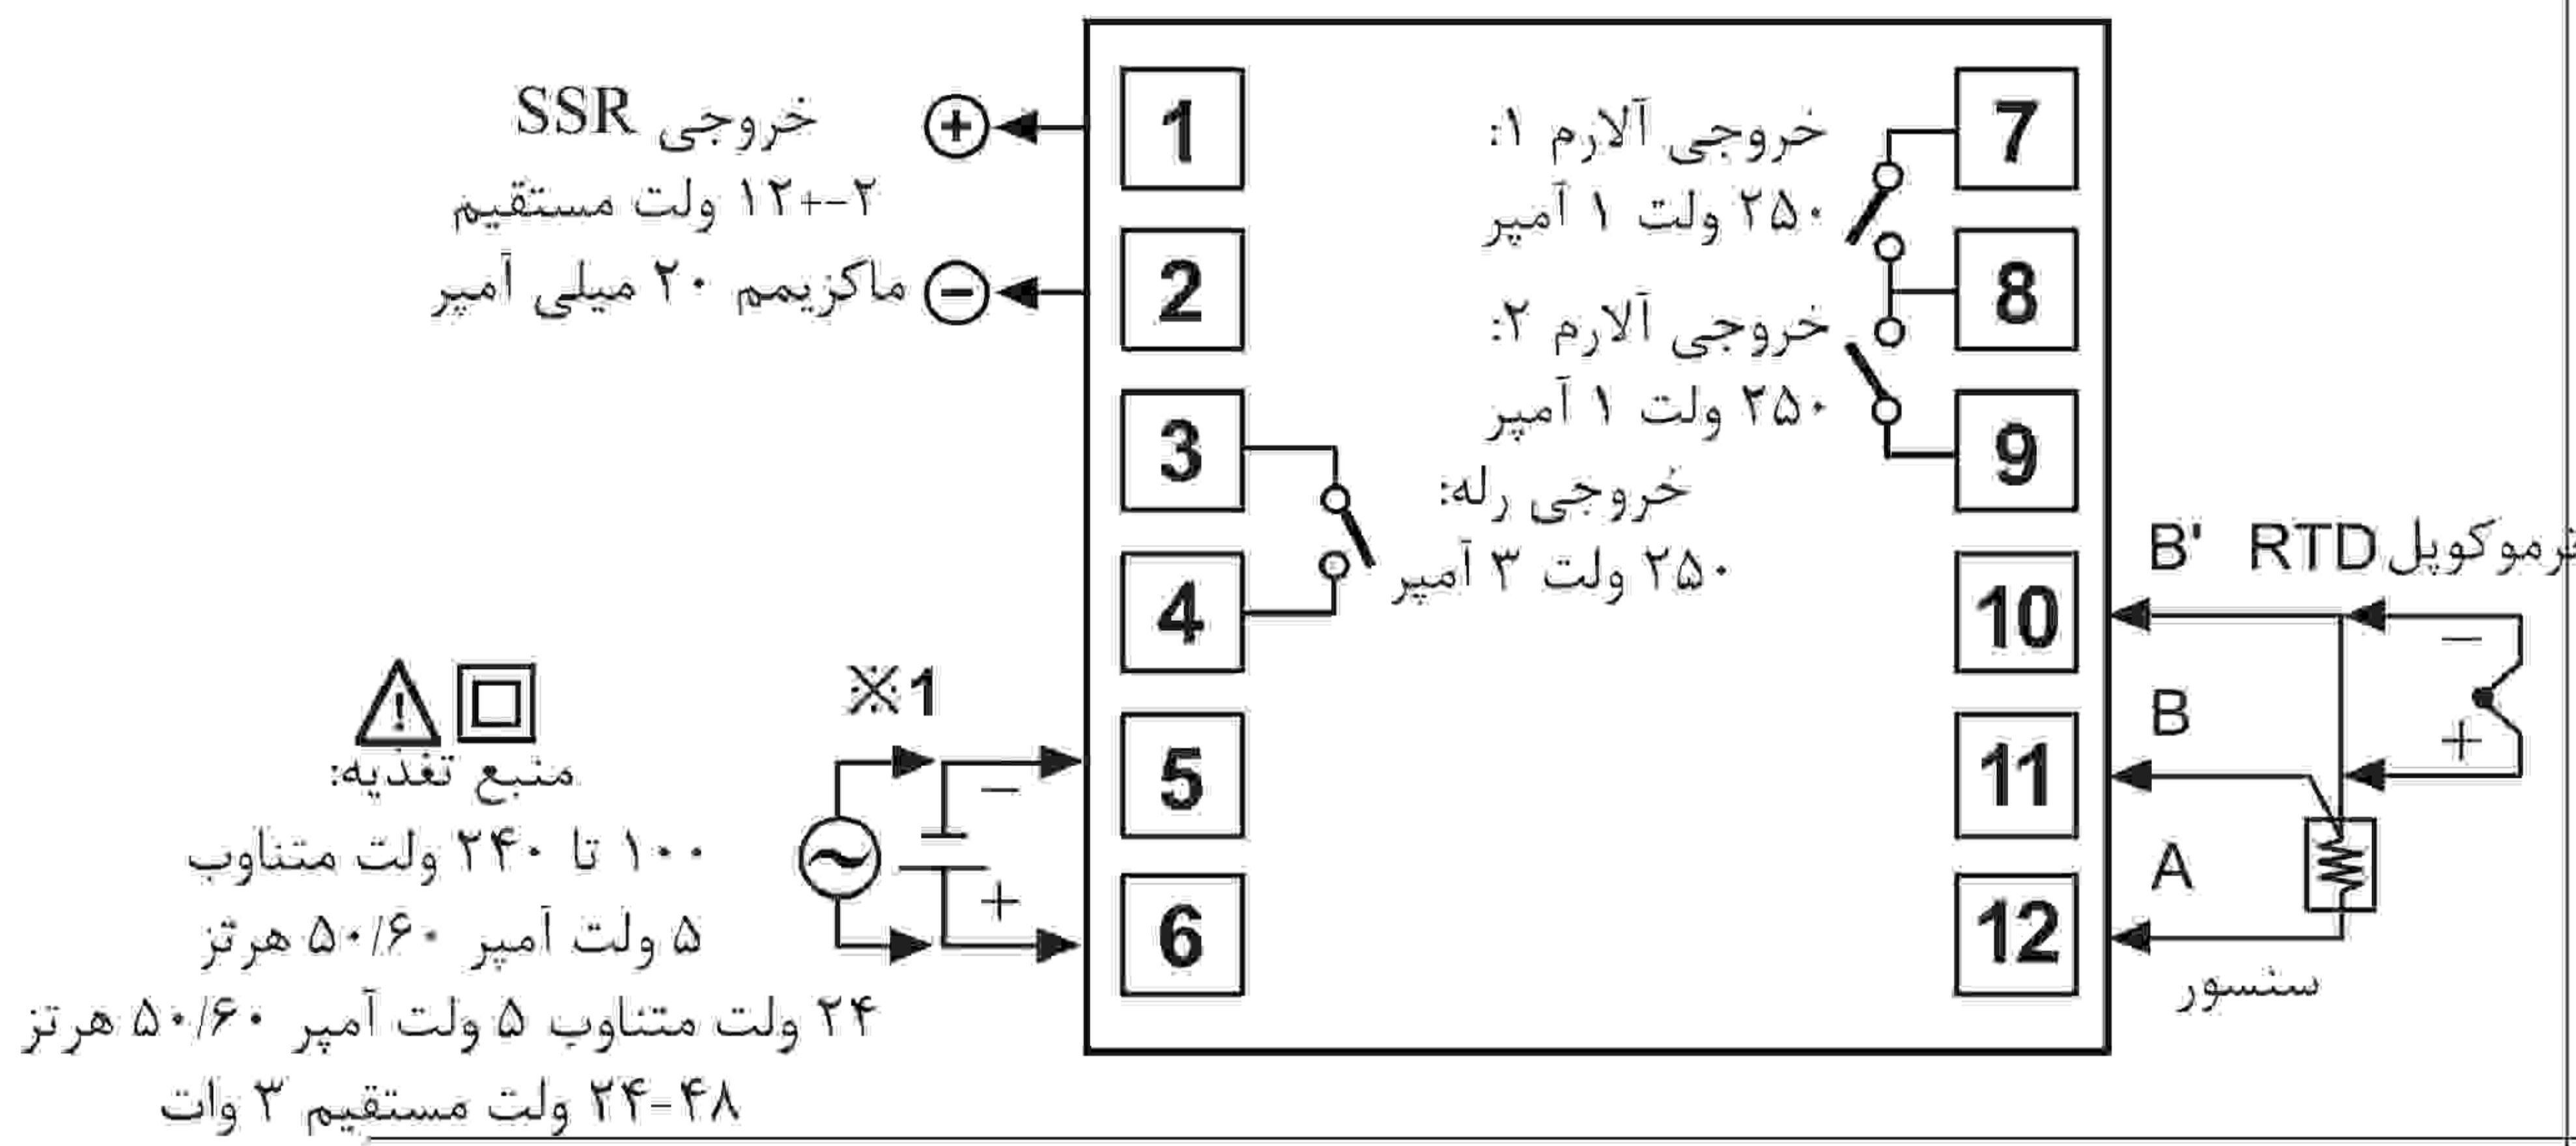 خروجی SSR
۱۲+-۲ ولت مستقیم
ماکزیمم ۲۰ میلی آمپر
+
-
1
2
3
4
5
6
خروجی آلارم ۱:
۲۵۰ ولت ۱ آمپر
خروجی آلارم ۲:
۲۵۰ ولت ۱ آمپر
خروجی رله:
۲۵۰ ولت ۳ آمپر
7
8
9
10
11
12
B' RTD ترموکوپل
B
A
-
+
سنسور
※1
-
+
منبع تغذیه:
۱۰۰ تا ۲۴۰ ولت متناوب
۵ ولت آمپر ۵۰/۶۰ هرتز
۲۴ ولت متناوب ۵ ولت آمپر ۵۰/۶۰ هرتز
۲۴-۴۸ ولت مستقیم ۳ وات